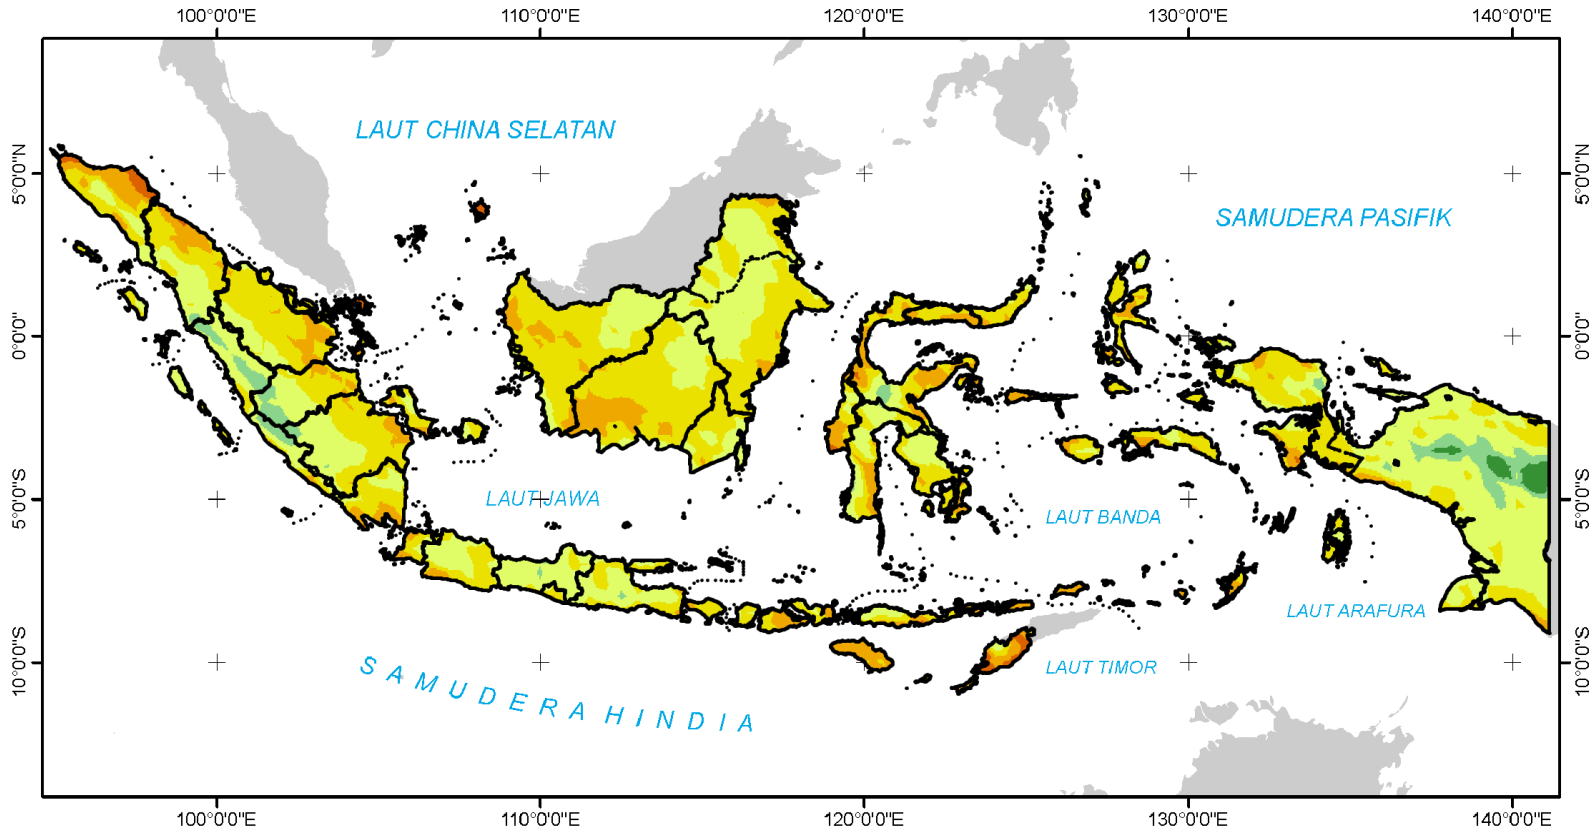 100°0'0"E 110°0'0"E 120°0'0"E 130°0'0"E 140°0'0"E
LAUT CHINA SELATAN
5°0'0"N 5°0'0"N
SAMUDERA PASIFIK
0°0'0" 0°0'0"
5°0'0"S LAUT JAWA 5°0'0"S
LAUT BANDA
LAUT ARAFURA
10°0'0"S LAUT TIMOR 10°0'0"S
SAMUDERA HINDIA
100°0'0"E 110°0'0"E 120°0'0"E 130°0'0"E 140°0'0"E